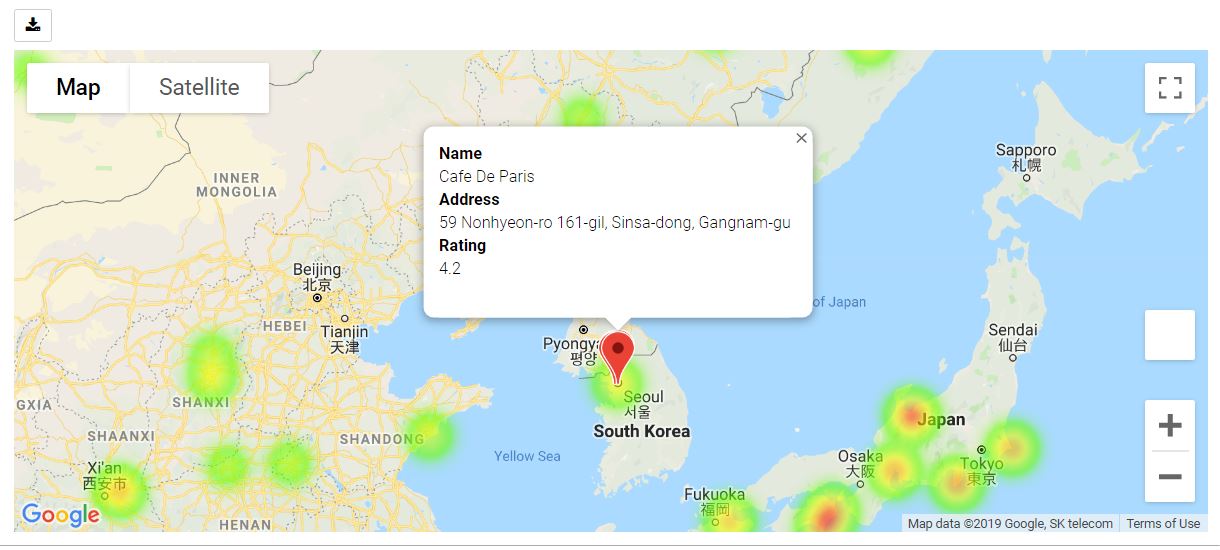 Map
Satellite
Name
Cafe De Paris
Address
59 Nonhyeon-ro 161-gil, Sinsa-dong, Gangnam-gu
Rating
4.2
INNER
MONGOLIA
Sapporo
札幌
Beijing
北京
of Japan
HEBEI
Tianjin
天津
Pyongya
평양
Sendai
仙台
GXIA
SHANXI
Seoul
서울
South Korea
Japan
SHAANXI
SHANDONG
Yellow Sea
Osaka
大阪
Tokyo
東京
Xi'an
西安市
Fukuoka
福岡
HENAN
Google
Map data ©2019 Google, SK telecom
Terms of Use